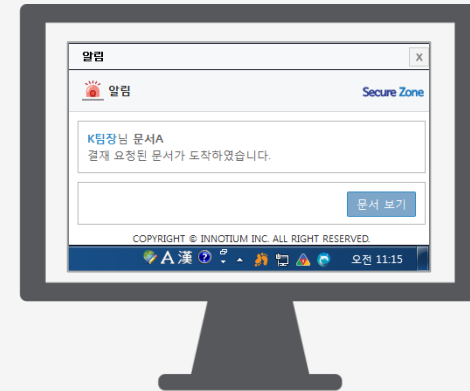 알림
X
알림
Secure Zone
K팀장님 문서A
결재 요청된 문서가 도착하였습니다.
문서 보기
COPYRIGHT © INNOTIUM INC. ALL RIGHT RESERVED.
A 漢 ? 오전 11:15